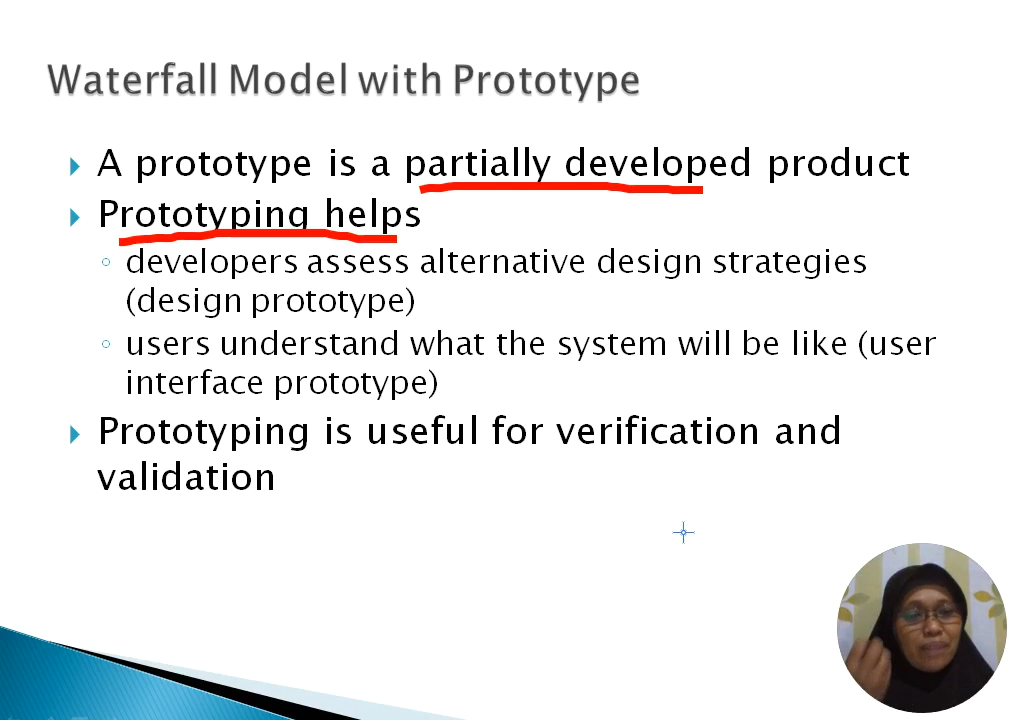 Waterfall Model with Prototype
A prototype is a partially developed product
Prototyping helps
developers assess alternative design strategies
(design prototype)
users understand what the system will be like (user
interface prototype)
Prototyping is useful for verification and
validation